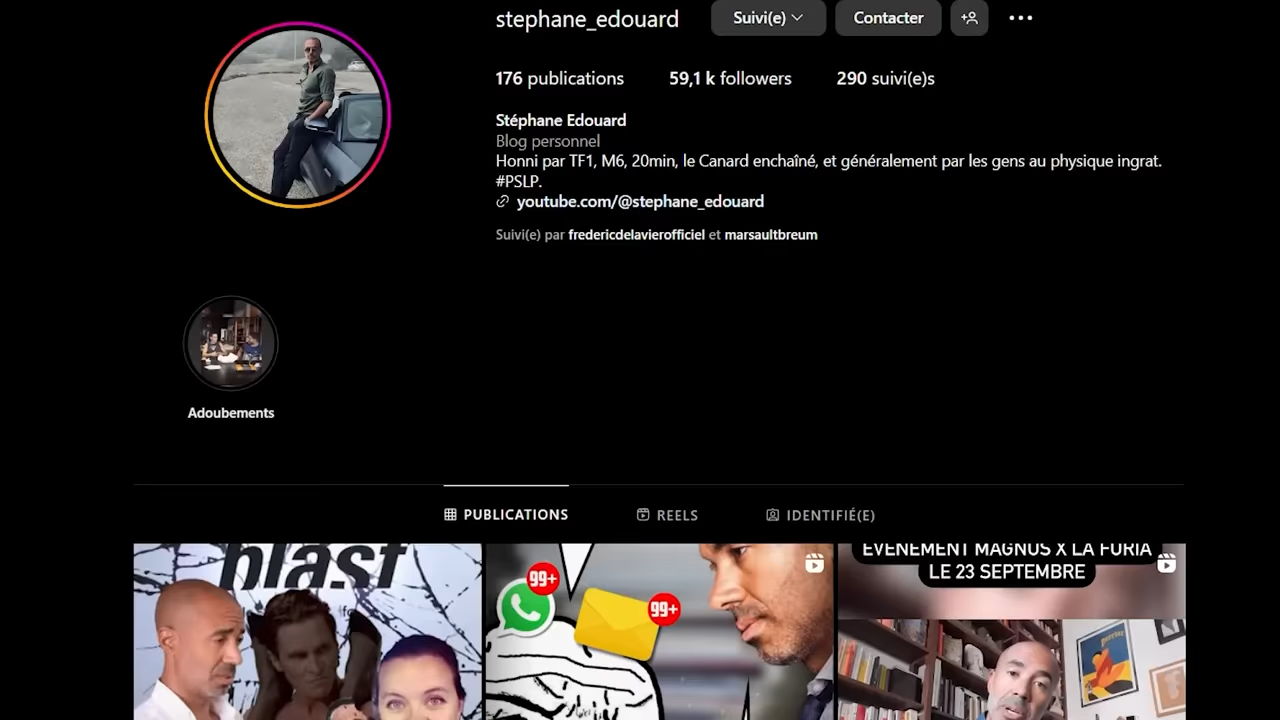 stephane_edouard
Suivi(e)
Contacter
176 publications
59,1 k followers
290 suivi(e)s
Stéphane Edouard
Blog personnel
Honni par TF1, M6, 20min, le Canard enchaîné, et généralement par les gens au physique ingrat.
#PSLP.
youtube.com/@stephane_edouard
Suivi(e) par fredericdelavierofficiel et marsaultbreum
Adoubements
PUBLICATIONS
REELS
IDENTIFIÉ(E)
blast
99+
99+
EVENEMENT MAGNUS X LA FURIA
LE 23 SEPTEMBRE